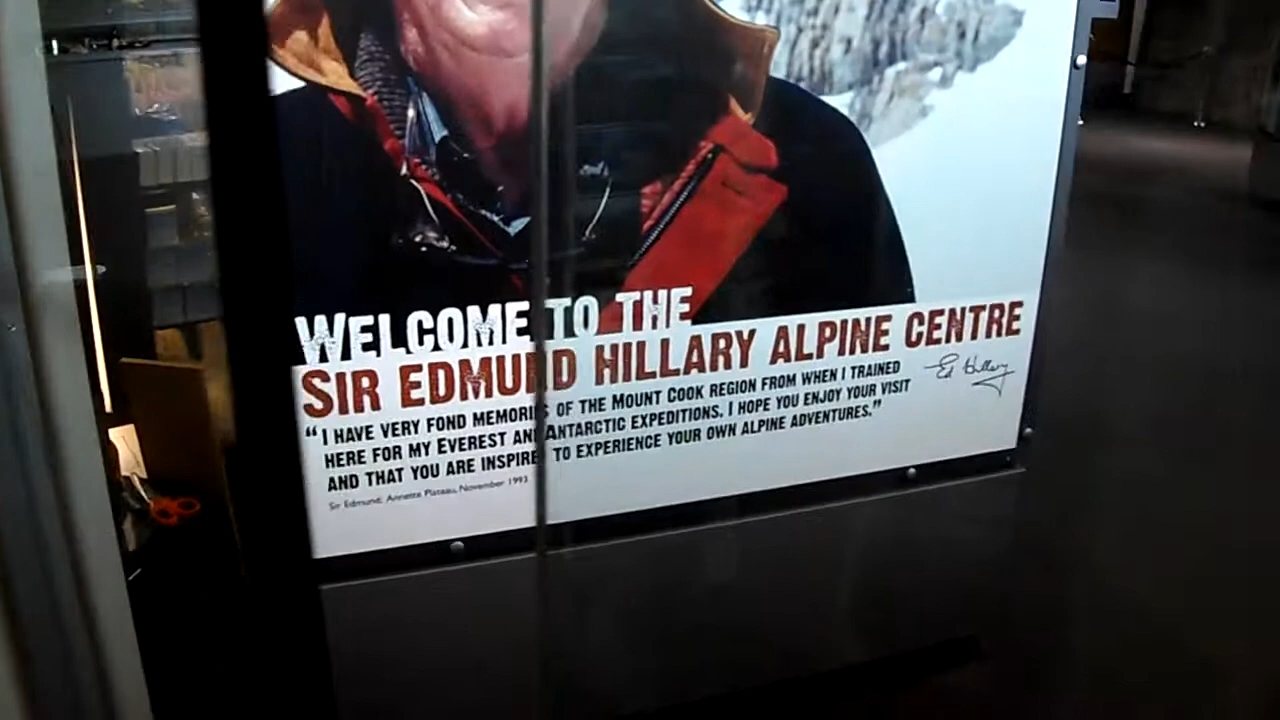 WELCOME TO THE
SIR EDMUND HILLARY ALPINE CENTRE
“I HAVE VERY FOND MEMORIES OF THE MOUNT COOK REGION FROM WHEN I TRAINED
HERE FOR MY EVEREST AND ANTARCTIC EXPEDITIONS. I HOPE YOU ENJOY YOUR VISIT
AND THAT YOU ARE INSPIRED TO EXPERIENCE YOUR OWN ALPINE ADVENTURES.”
Ed Hillary
Sir Edmund, Annette Plateau, November 1993